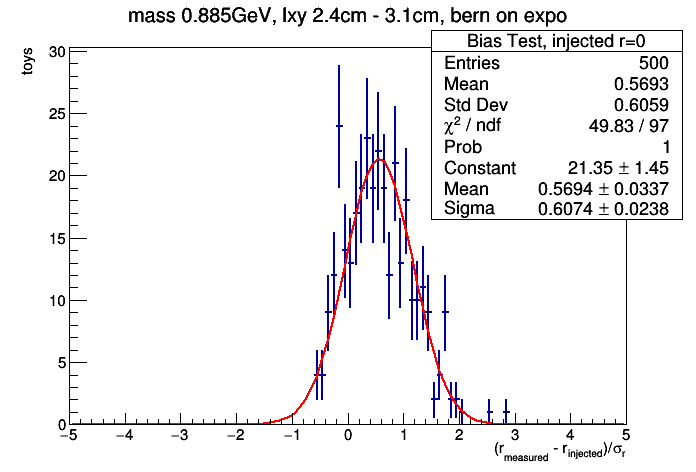 mass 0.885GeV, lxy 2.4cm - 3.1cm, bern on expo
Bias Test, injected r=0
Entries 500
Mean 0.5693
Std Dev 0.6059
χ² / ndf 49.83 / 97
Prob 1
Constant 21.35 ± 1.45
Mean 0.5694 ± 0.0337
Sigma 0.6074 ± 0.0238
toys
30
25
20
15
10
5
0
−5 −4 −3 −2 −1 0 1 2 3 4 5
(r_measured - r_injected)/σ_r